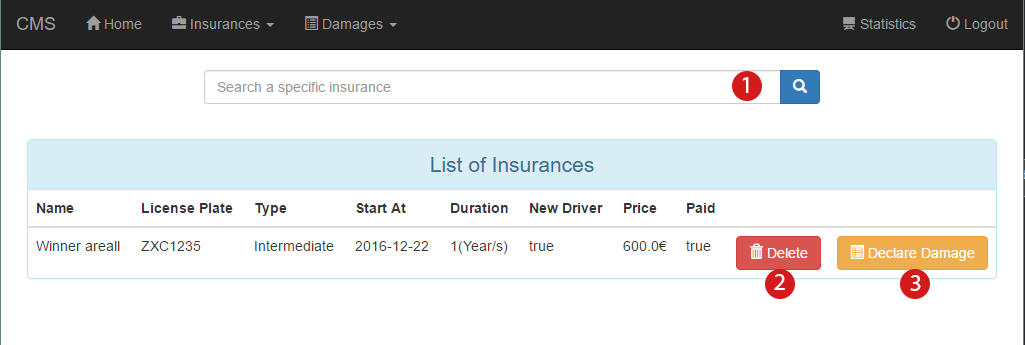 CMS Home Insurances Damages Statistics Logout
Search a specific insurance 1
List of Insurances
Name License Plate Type Start At Duration New Driver Price Paid
Winner areall ZXC1235 Intermediate 2016-12-22 1(Year/s) true 600.0€ true Delete Declare Damage
2 3